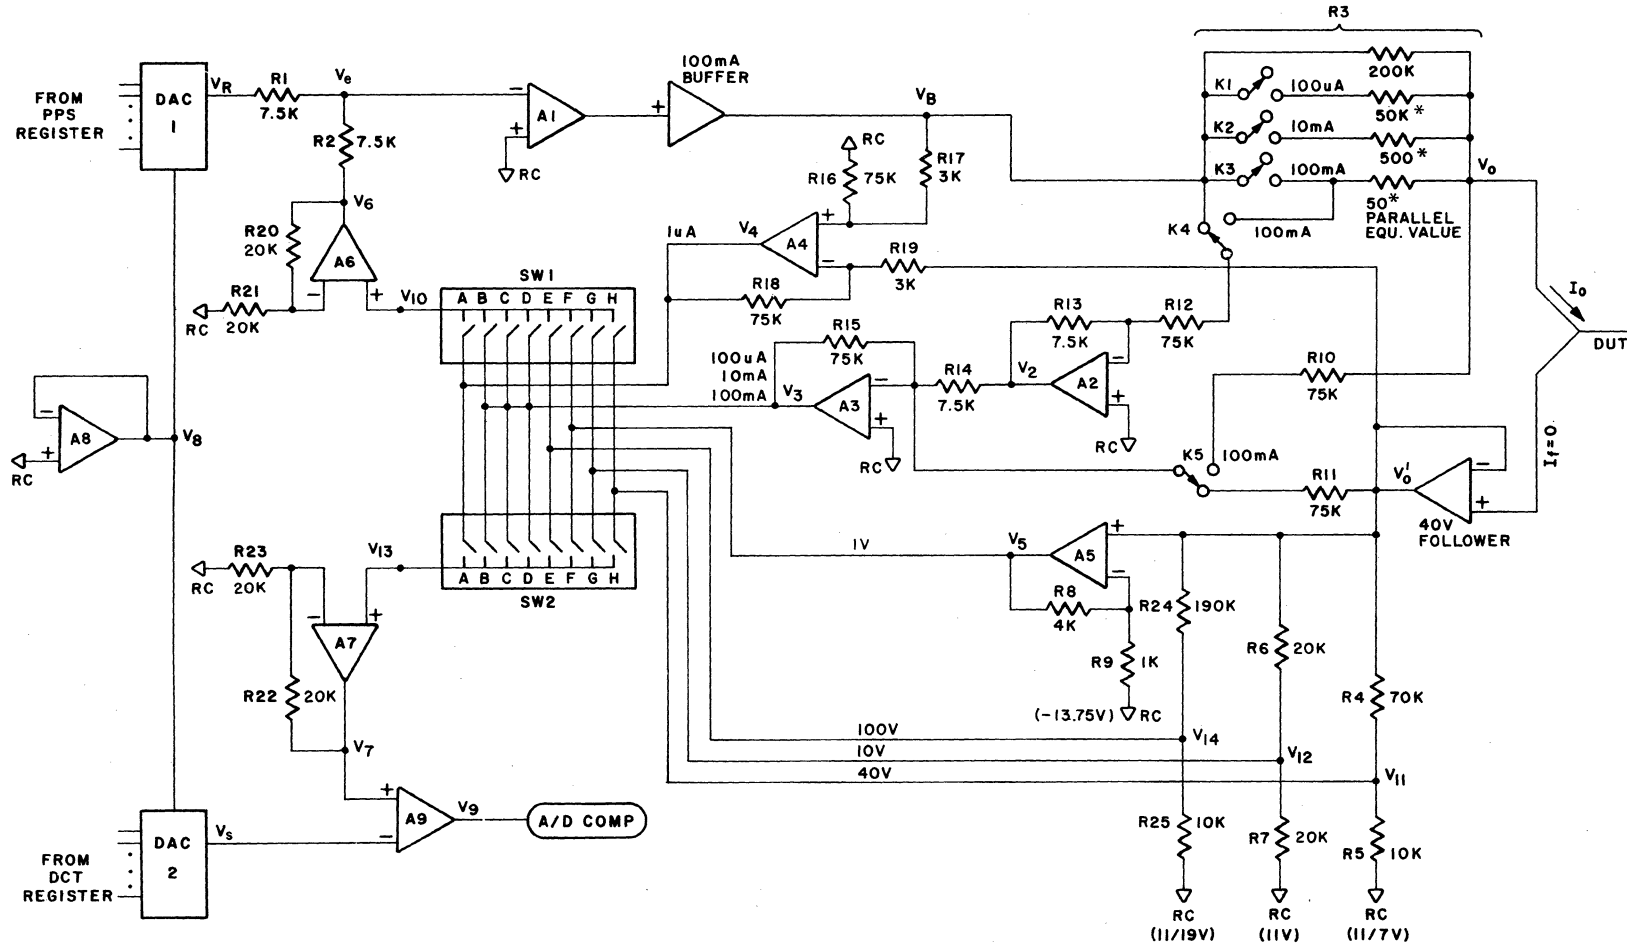 R3
200K
K1
100uA
50K*
K2
10mA
500*
K3
100mA
50*
PARALLEL
EQU. VALUE
K4
100mA
Vo
Io
DUT
If=0
FROM
PPS
REGISTER
DAC
1
VR
R1
7.5K
Ve
R2
7.5K
- A1 +
RC
100mA
BUFFER
+
VB
RC
R16
75K
R17
3K
V4
1uA
+ A4 -
R18
75K
R19
3K
V6
R20
20K
A6
- +
R21
20K
RC
V10
SW1
A B C D E F G H
R13
7.5K
R12
75K
R15
75K
100uA
10mA
100mA
V3
- A3 +
RC
R14
7.5K
V2
- A2 +
RC
R10
75K
K5
100mA
R11
75K
Vo'
-
+
40V
FOLLOWER
- A8 +
RC
V8
V13
R23
20K
RC
A B C D E F G H
SW2
- +
A7
R22
20K
V7
1V
V5
+ A5 -
R8
4K
R9
1K
(-13.75V)
RC
R24
190K
R6
20K
R4
70K
100V
V14
10V
V12
40V
V11
R25
10K
R7
20K
R5
10K
RC
(11/19V)
RC
(11V)
RC
(11/7V)
+ A9 -
V9
A/D COMP
DAC
2
Vs
FROM
DCT
REGISTER